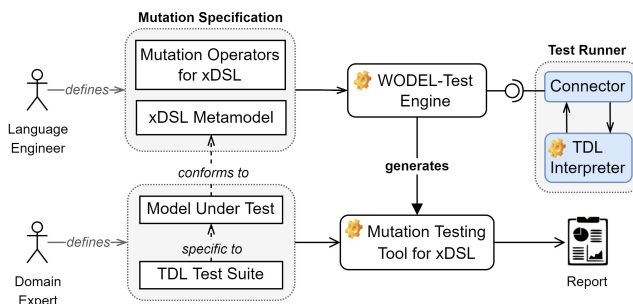 Mutation Specification
Mutation Operators
for xDSL
xDSL Metamodel
defines
Language
Engineer
WODEL-Test
Engine
Test Runner
Connector
TDL
Interpreter
conforms to
generates
Model Under Test
specific to
TDL Test Suite
defines
Domain
Expert
Mutation Testing
Tool for xDSL
Report